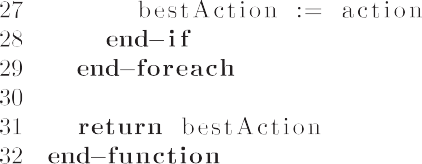 27 bestAction := action
28 end-if
29 end-foreach
30
31 return bestAction
32 end-function